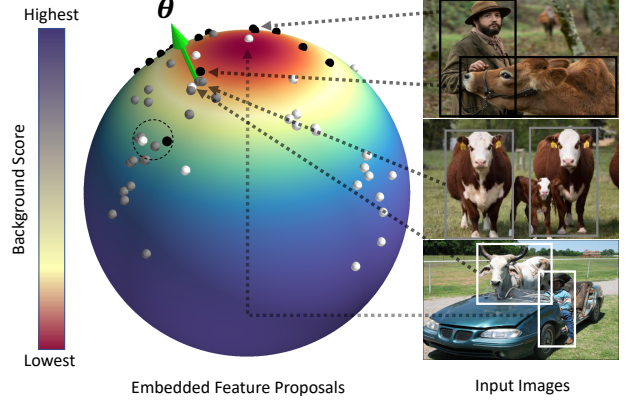 Highest
θ
Background Score
Lowest
Embedded Feature Proposals
Input Images